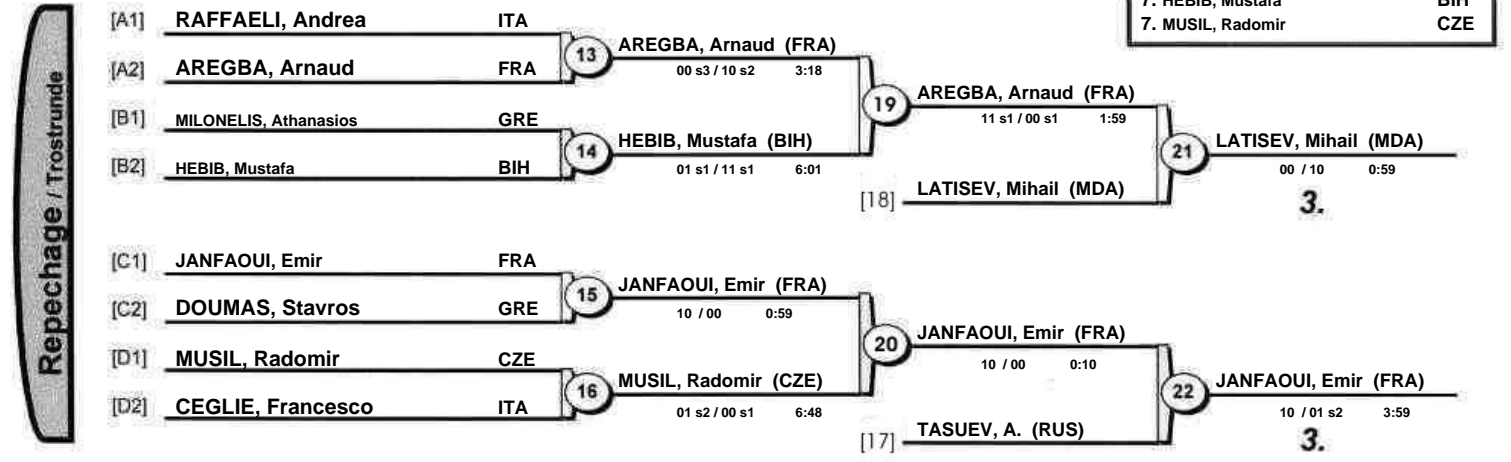 7. HEBIB, Mustafa BIH
7. MUSIL, Radomir CZE
Repechage / Trostrunde
[A1] RAFFAELI, Andrea ITA
[A2] AREGBA, Arnaud FRA
13 AREGBA, Arnaud (FRA)
00 s3 / 10 s2 3:18
[B1] MILONELIS, Athanasios GRE
[B2] HEBIB, Mustafa BIH
14 HEBIB, Mustafa (BIH)
01 s1 / 11 s1 6:01
19 AREGBA, Arnaud (FRA)
11 s1 / 00 s1 1:59
[18] LATISEV, Mihail (MDA)
21 LATISEV, Mihail (MDA)
00 / 10 0:59
3.
[C1] JANFAOUI, Emir FRA
[C2] DOUMAS, Stavros GRE
15 JANFAOUI, Emir (FRA)
10 / 00 0:59
[D1] MUSIL, Radomir CZE
[D2] CEGLIE, Francesco ITA
16 MUSIL, Radomir (CZE)
01 s2 / 00 s1 6:48
20 JANFAOUI, Emir (FRA)
10 / 00 0:10
[17] TASUEV, A. (RUS)
22 JANFAOUI, Emir (FRA)
10 / 01 s2 3:59
3.